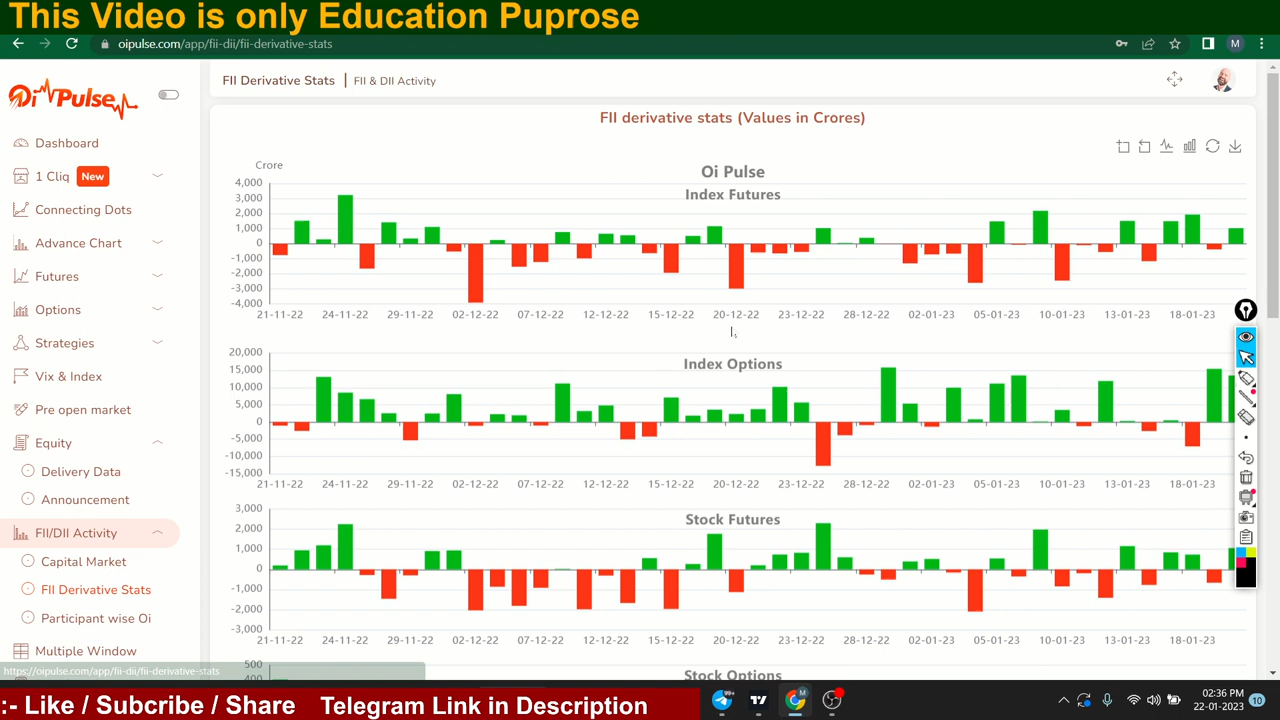 This Video is only Education Puprose
oipulse.com/app/fii-dii/fii-derivative-stats
M
Oi Pulse
FII Derivative Stats | FII & DII Activity
Dashboard
1 Cliq New
Connecting Dots
Advance Chart
Futures
Options
Strategies
Vix & Index
Pre open market
Equity
Delivery Data
Announcement
FII/DII Activity
Capital Market
FII Derivative Stats
Participant wise Oi
Multiple Window
https://oipulse.com/app/fii-dii/fii-derivative-stats
FII derivative stats (Values in Crores)
Crore
Oi Pulse
Index Futures
4,000
3,000
2,000
1,000
0
-1,000
-2,000
-3,000
-4,000
21-11-22 24-11-22 29-11-22 02-12-22 07-12-22 12-12-22 15-12-22 20-12-22 23-12-22 28-12-22 02-01-23 05-01-23 10-01-23 13-01-23 18-01-23
Index Options
20,000
15,000
10,000
5,000
0
-5,000
-10,000
-15,000
21-11-22 24-11-22 29-11-22 02-12-22 07-12-22 12-12-22 15-12-22 20-12-22 23-12-22 28-12-22 02-01-23 05-01-23 10-01-23 13-01-23 18-01-23
Stock Futures
3,000
2,000
1,000
0
-1,000
-2,000
-3,000
21-11-22 24-11-22 29-11-22 02-12-22 07-12-22 12-12-22 15-12-22 20-12-22 23-12-22 28-12-22 02-01-23 05-01-23 10-01-23 13-01-23 18-01-23
Stock Options
500
400
:- Like / Subcribe / Share Telegram Link in Description
99+
M
02:36 PM
22-01-2023
10